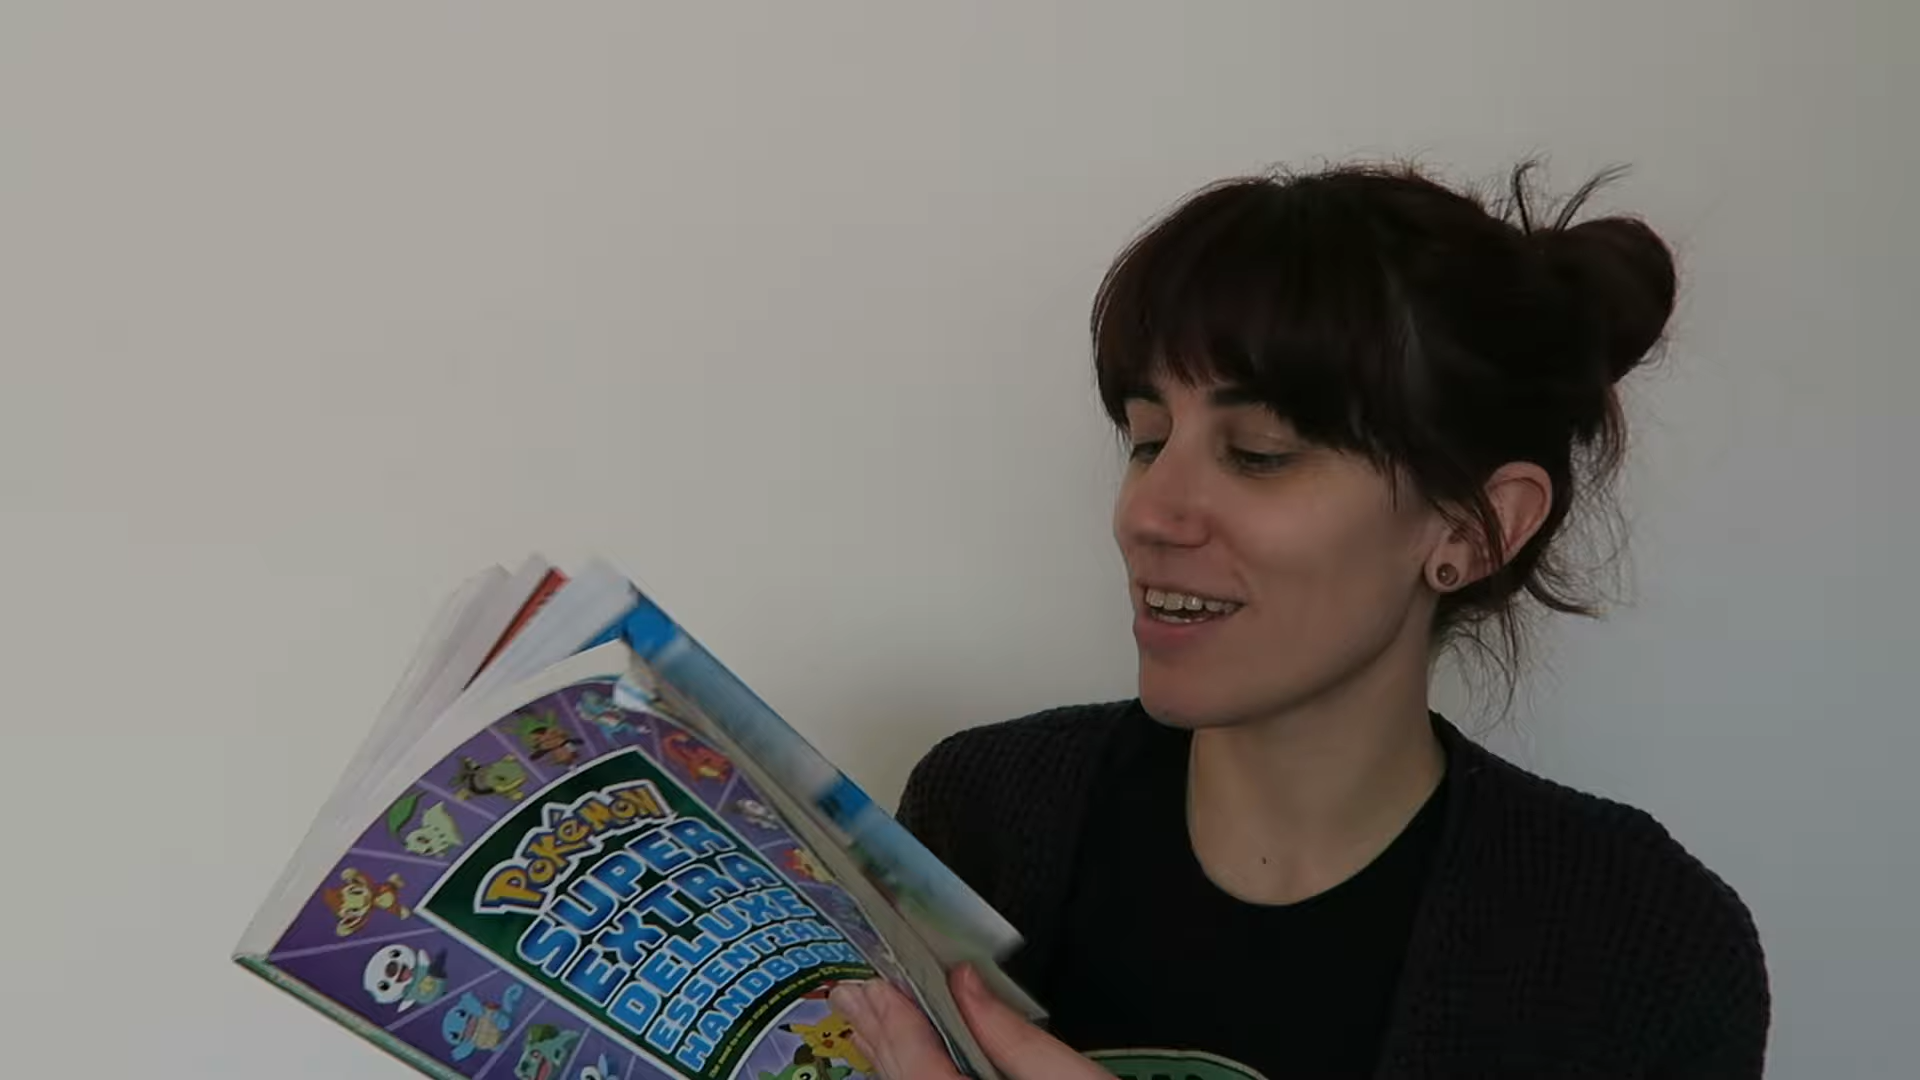 Pokémon
SUPER
EXTRA
DELUXE
ESSENTIAL
HANDBOOK